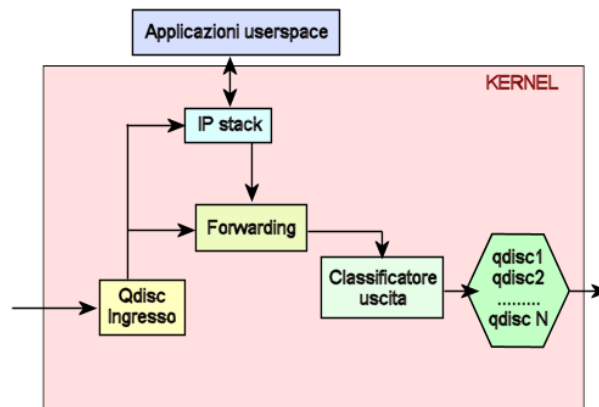 Applicazioni userspace
KERNEL
IP stack
Forwarding
Classificatore
uscita
Qdisc
Ingresso
qdisc1
qdisc2
.........
qdisc N